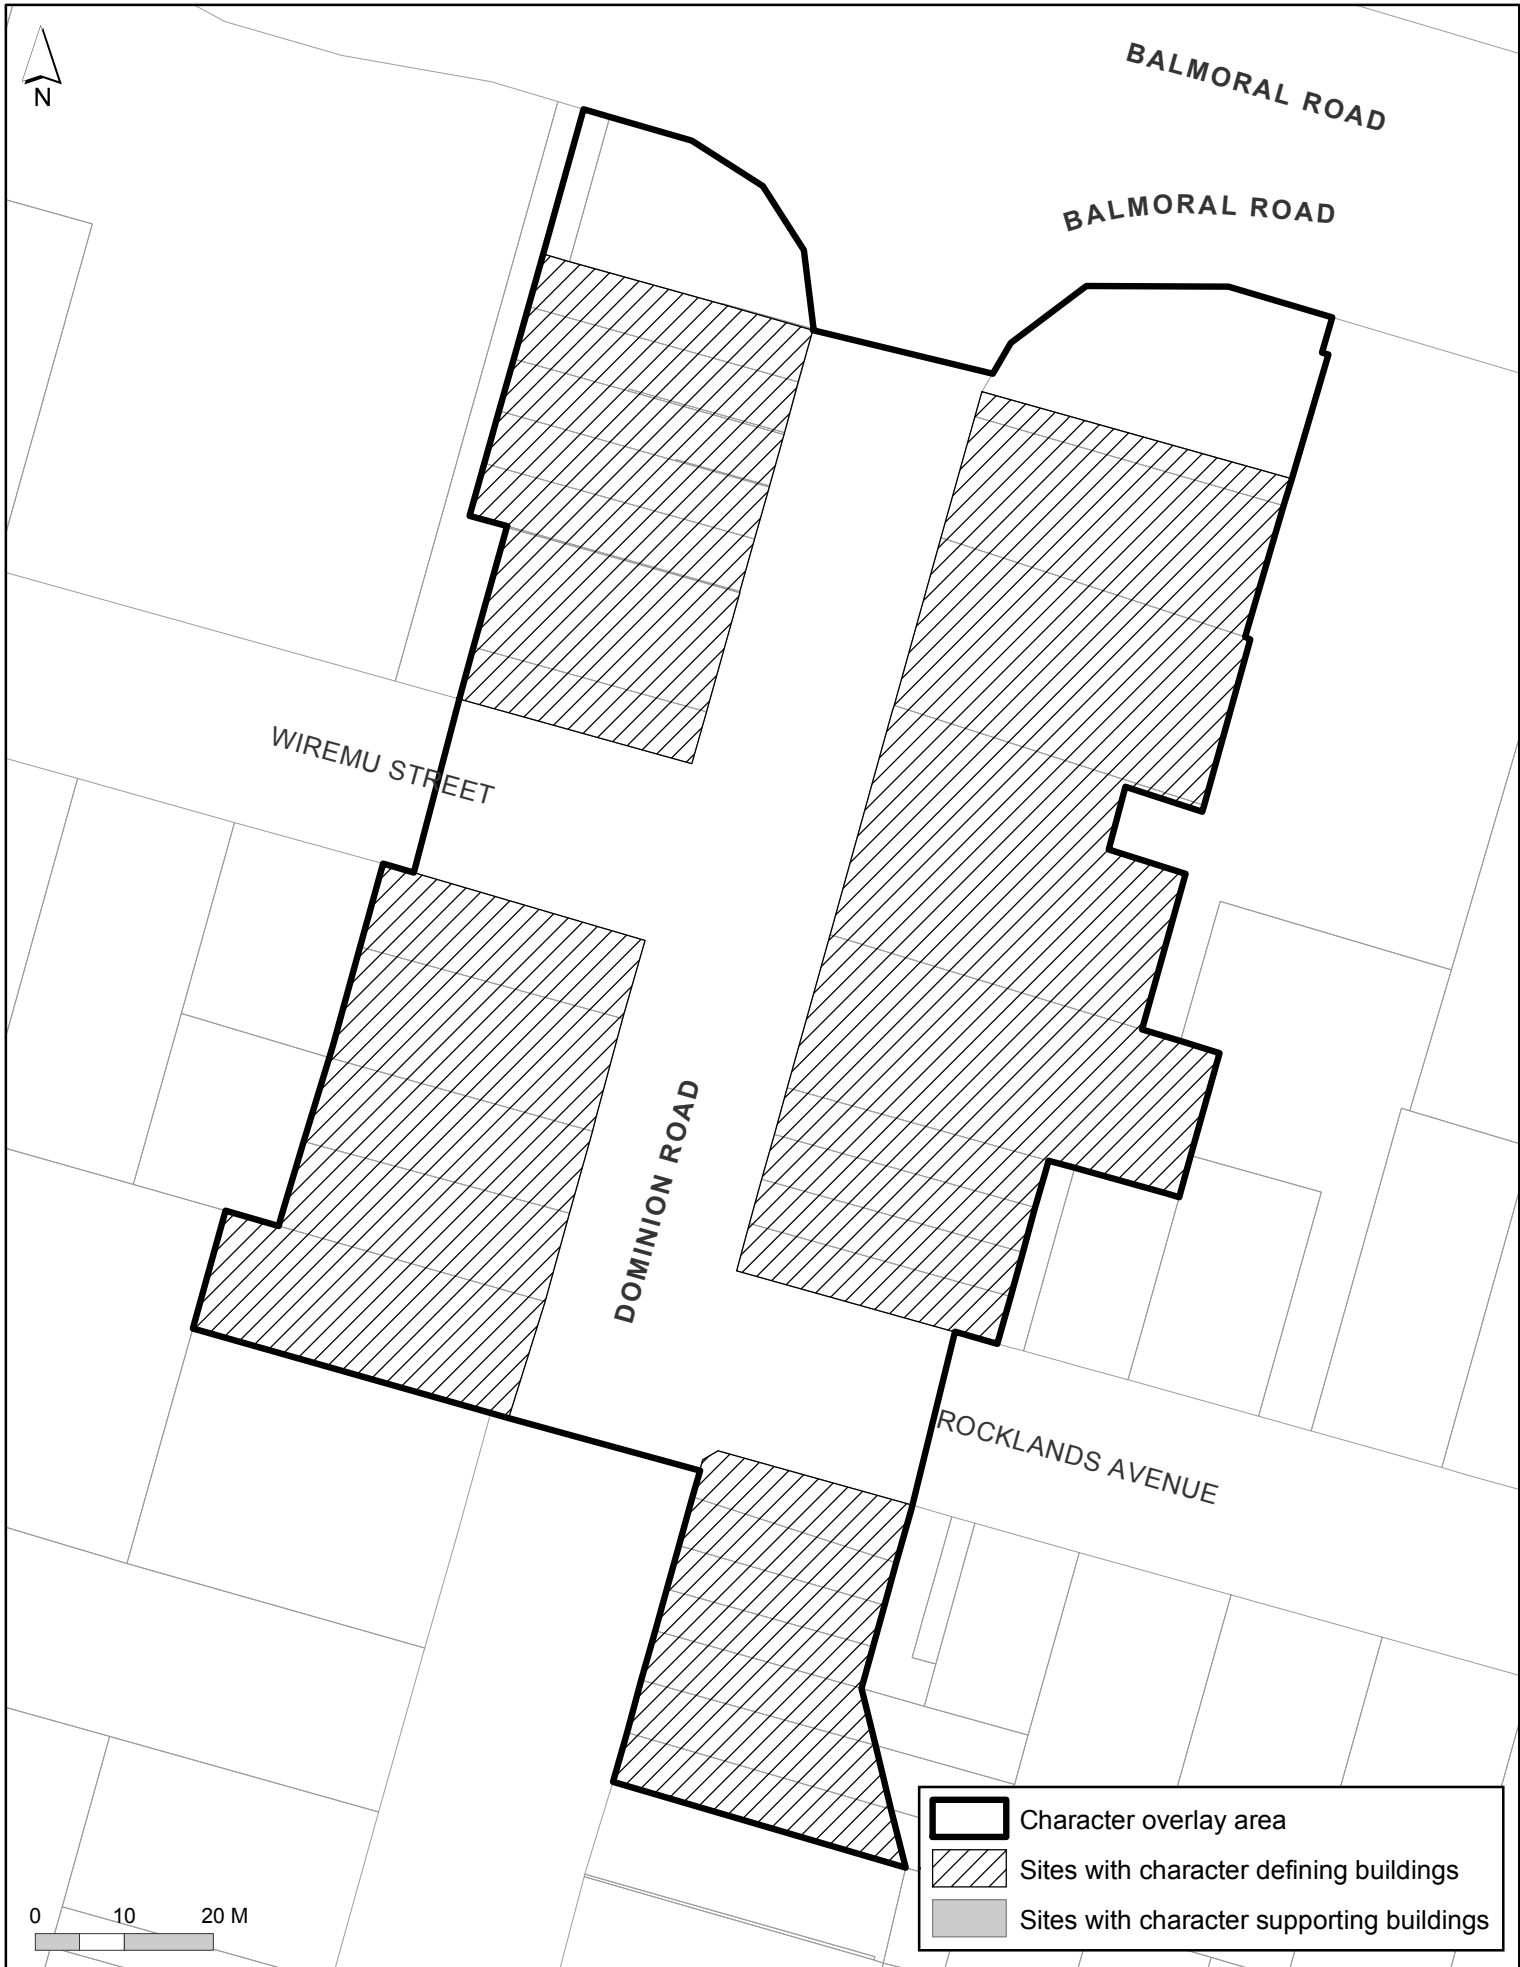 BALMORAL ROAD
N
BALMORAL ROAD
WIREMU STREET
DOMINION ROAD
ROCKLANDS AVENUE
Character overlay area
Sites with character defining buildings
Sites with character supporting buildings
0 10 20 M